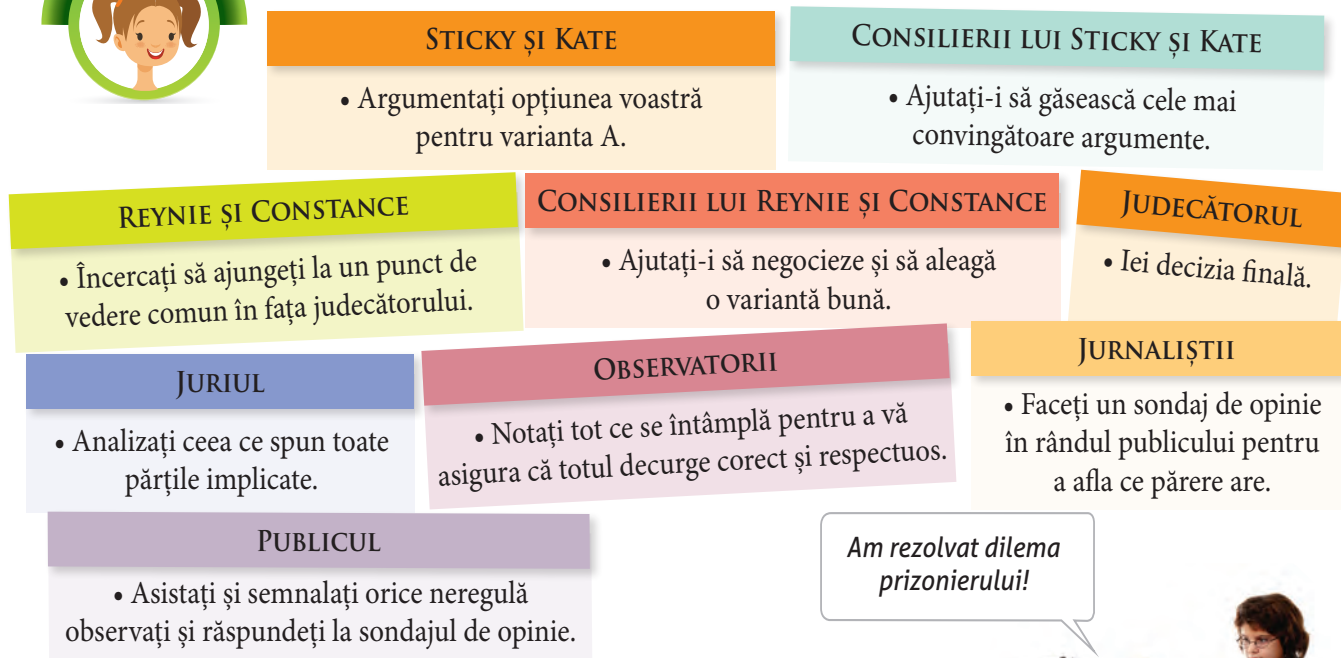 STICKY ȘI KATE
• Argumentați opțiunea voastră
pentru varianta A.
CONSILIERII LUI STICKY ȘI KATE
• Ajutați-i să găsească cele mai
convingătoare argumente.
REYNIE ȘI CONSTANCE
• Încercați să ajungeți la un punct de
vedere comun în fața judecătorului.
CONSILIERII LUI REYNIE ȘI CONSTANCE
• Ajutați-i să negocieze și să aleagă
o variantă bună.
JUDECĂTORUL
• Iei decizia finală.
JURIUL
• Analizați ceea ce spun toate
părțile implicate.
OBSERVATORII
• Notați tot ce se întâmplă pentru a vă
asigura că totul decurge corect și respectuos.
JURNALIȘTII
• Faceți un sondaj de opinie
în rândul publicului pentru
a afla ce părere are.
PUBLICUL
• Asistați și semnalați orice neregulă
observați și răspundeți la sondajul de opinie.
Am rezolvat dilema
prizonierului!